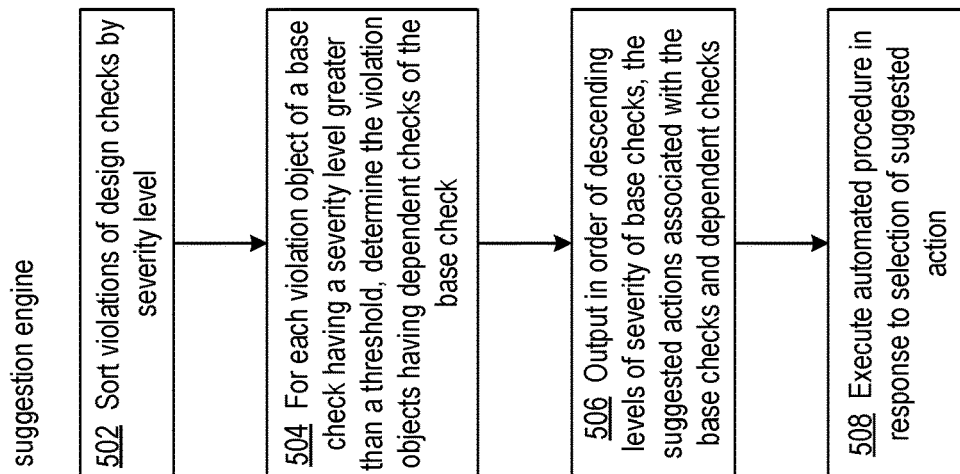 suggestion engine
502 Sort violations of design checks by
severity level
504 For each violation object of a base
check having a severity level greater
than a threshold, determine the violation
objects having dependent checks of the
base check
506 Output in order of descending
levels of severity of base checks, the
suggested actions associated with the
base checks and dependent checks
508 Execute automated procedure in
response to selection of suggested
action